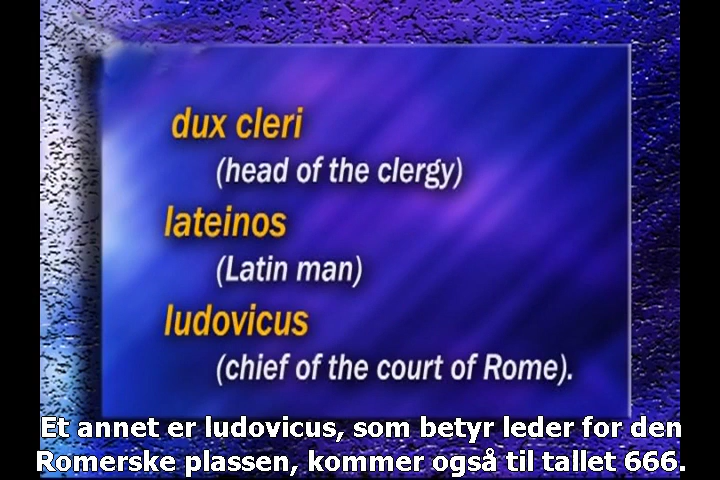 dux cleri
(head of the clergy)
lateinos
(Latin man)
ludovicus
(chief of the court of Rome).
Et annet er ludovicus, som betyr leder for den
Romerske plassen, kommer også til tallet 666.